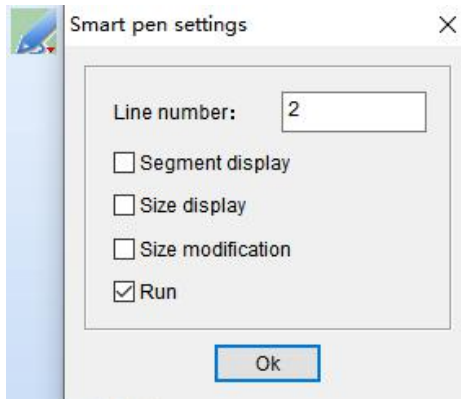 Smart pen settings
Line number: 2
Segment display
Size display
Size modification
Run
Ok